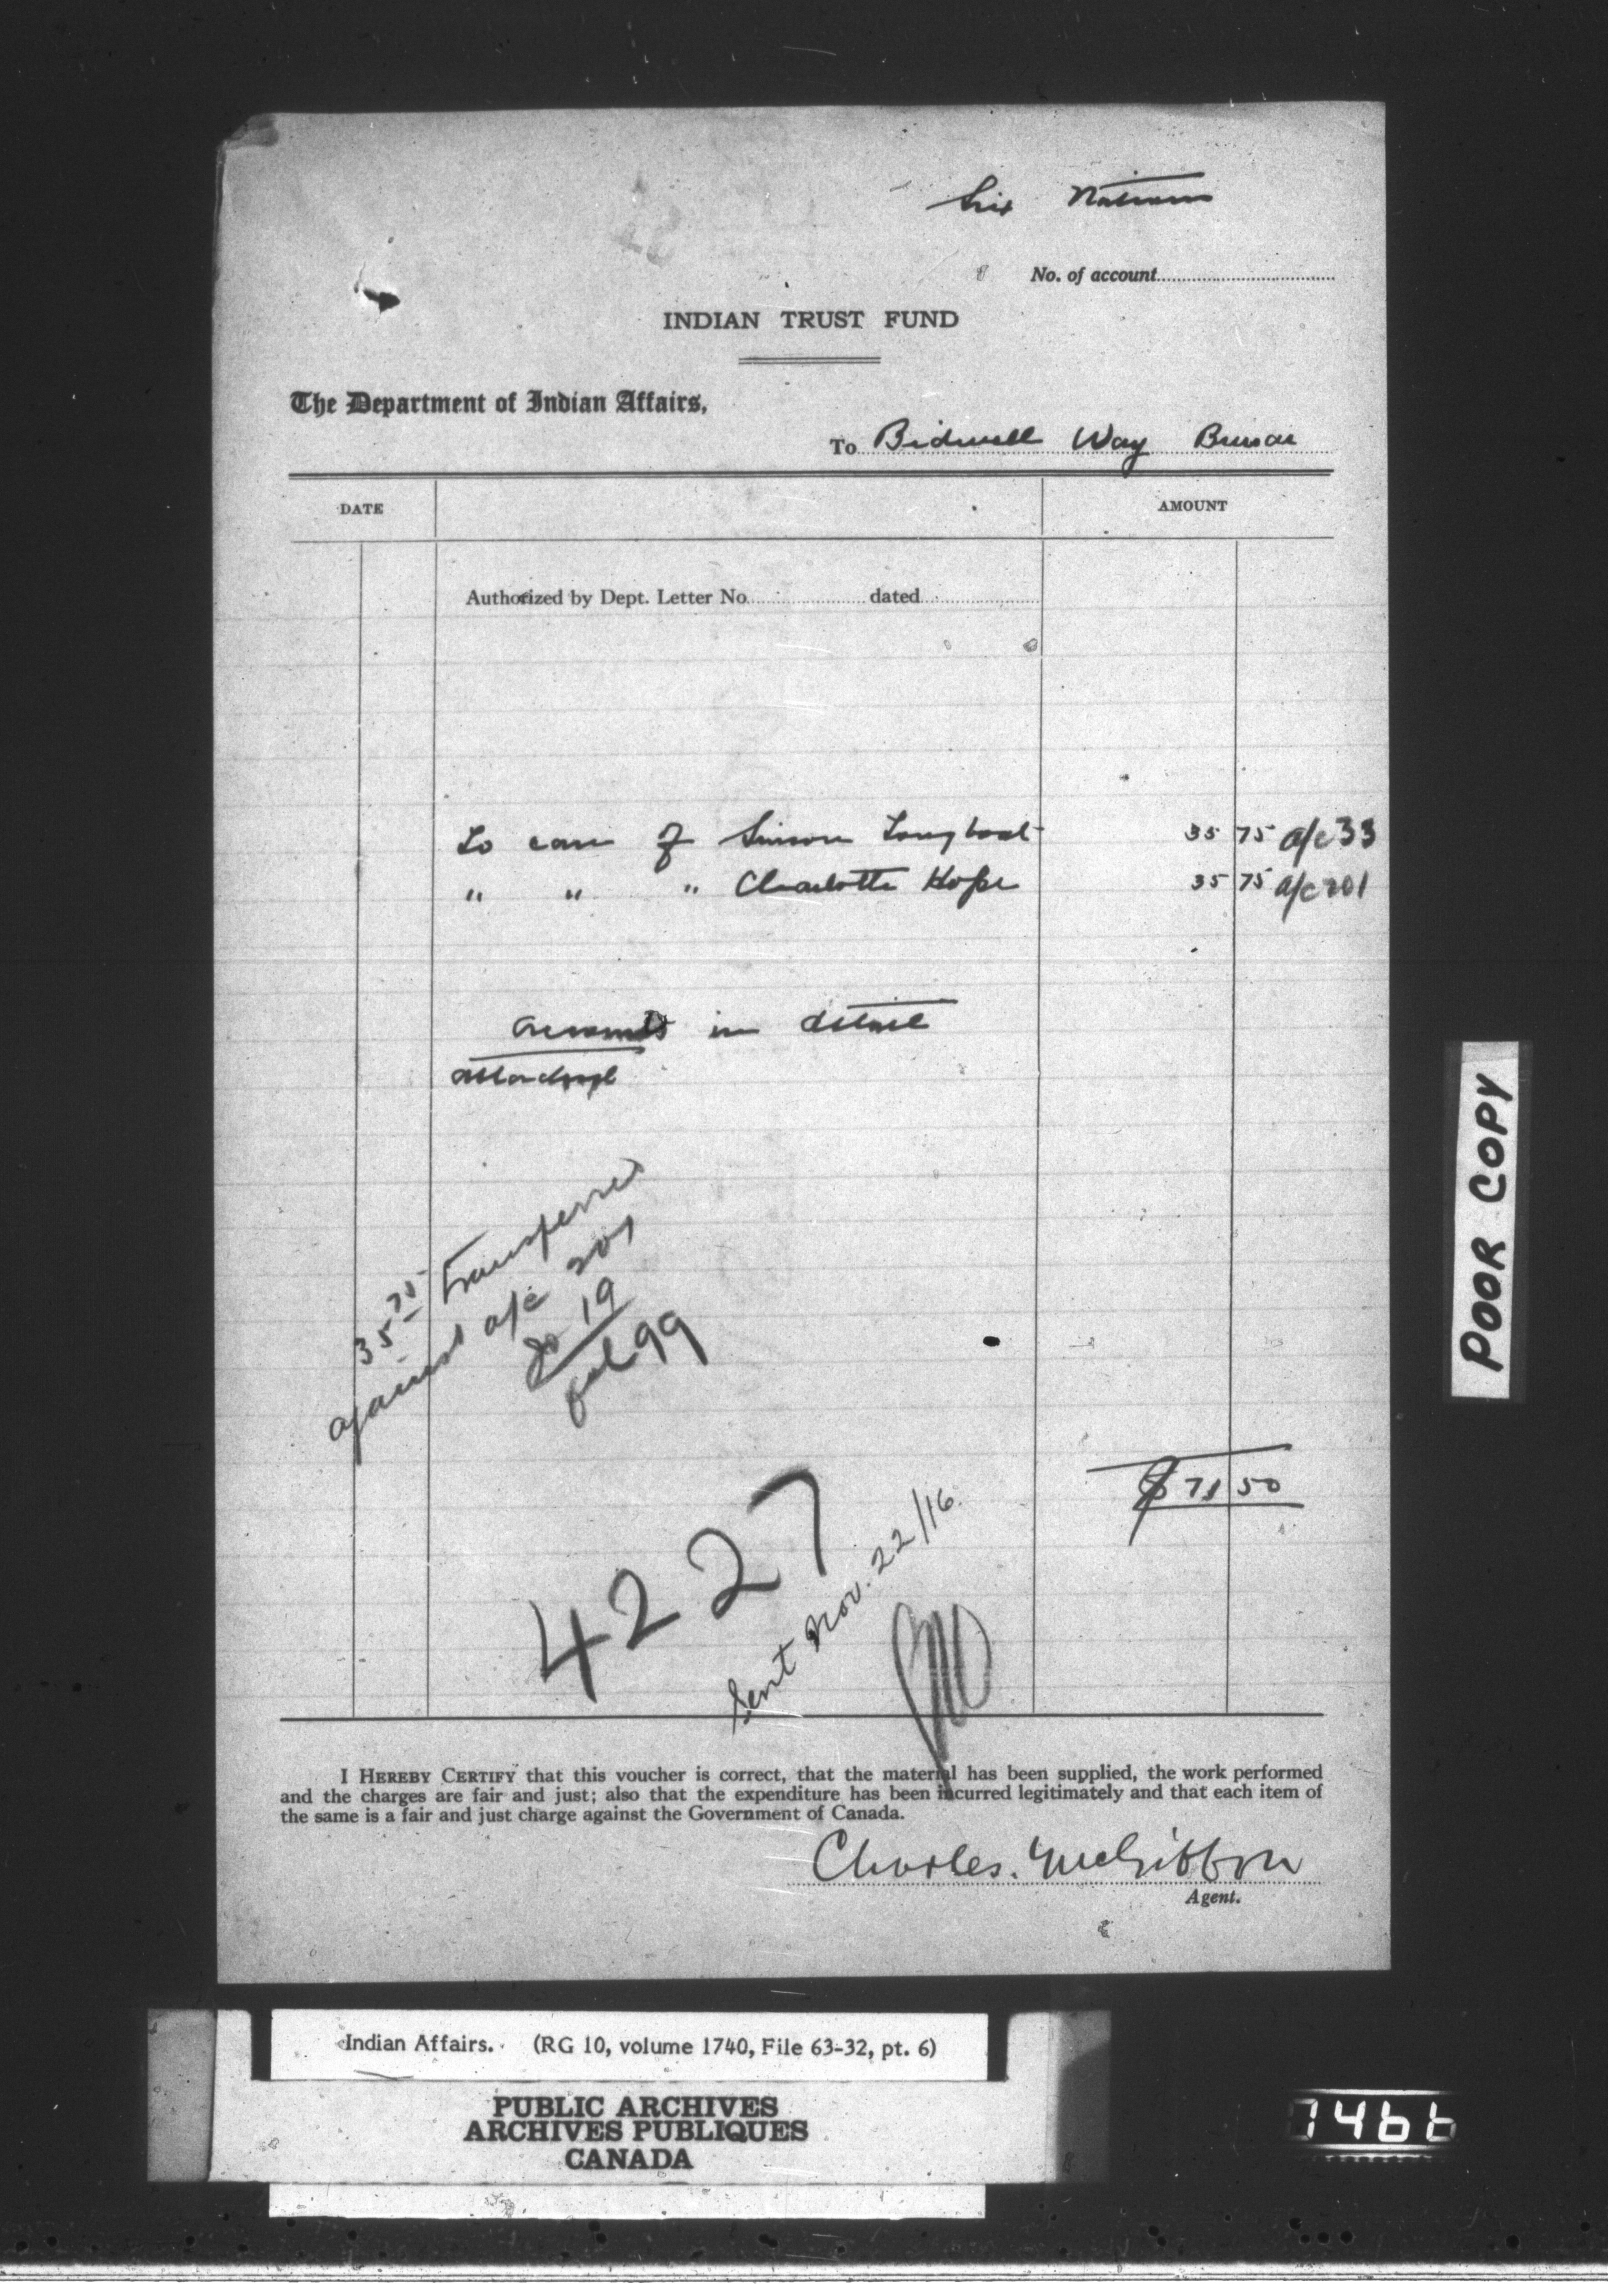 Six Nations
No. of account
INDIAN TRUST FUND
The Department of Indian Affairs,
To Bidwell Way Bursar
DATE AMOUNT
Authorized by Dept. Letter No. dated
To care of Simon Longboat 35 75 a/c 33
" " " Charlotte Hope 35 75 a/c 201
Accounts in detail
attached
35 75 transferred
against a/c 201
Jo 19
fol 99
$ 71 50
4227
Sent Nov. 22/16.
I HEREBY CERTIFY that this voucher is correct, that the material has been supplied, the work performed
and the charges are fair and just; also that the expenditure has been incurred legitimately and that each item of
the same is a fair and just charge against the Government of Canada.
Charles. McGibbon
Agent.
POOR COPY
Indian Affairs. (RG 10, volume 1740, File 63-32, pt. 6)
PUBLIC ARCHIVES
ARCHIVES PUBLIQUES
CANADA
7466